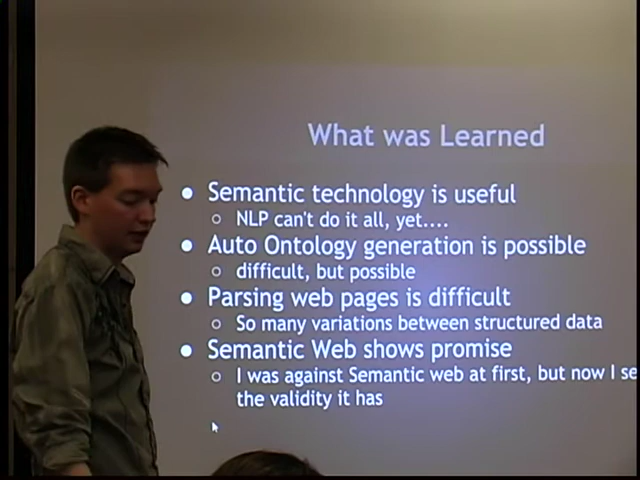 What was Learned
Semantic technology is useful
NLP can't do it all, yet....
Auto Ontology generation is possible
difficult, but possible
Parsing web pages is difficult
So many variations between structured data
Semantic Web shows promise
I was against Semantic web at first, but now I se
the validity it has